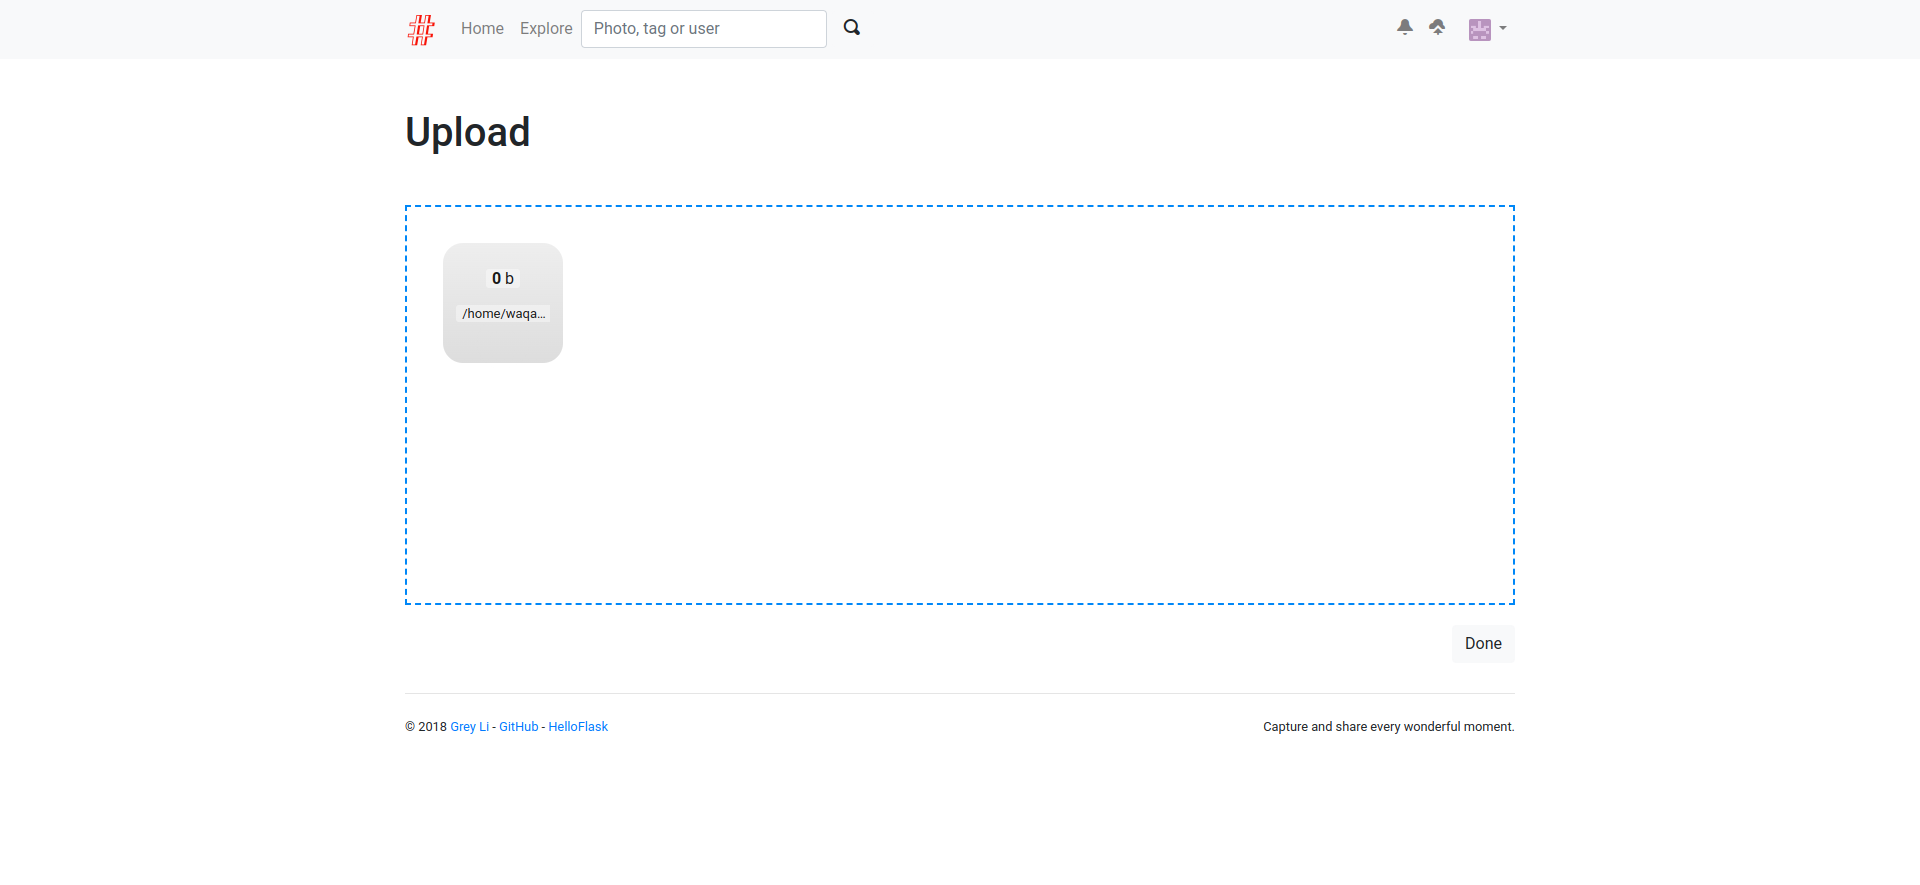 # Home Explore Photo, tag or user
Upload
0 b
/home/waqa...
Done
© 2018 Grey Li - GitHub - HelloFlask
Capture and share every wonderful moment.